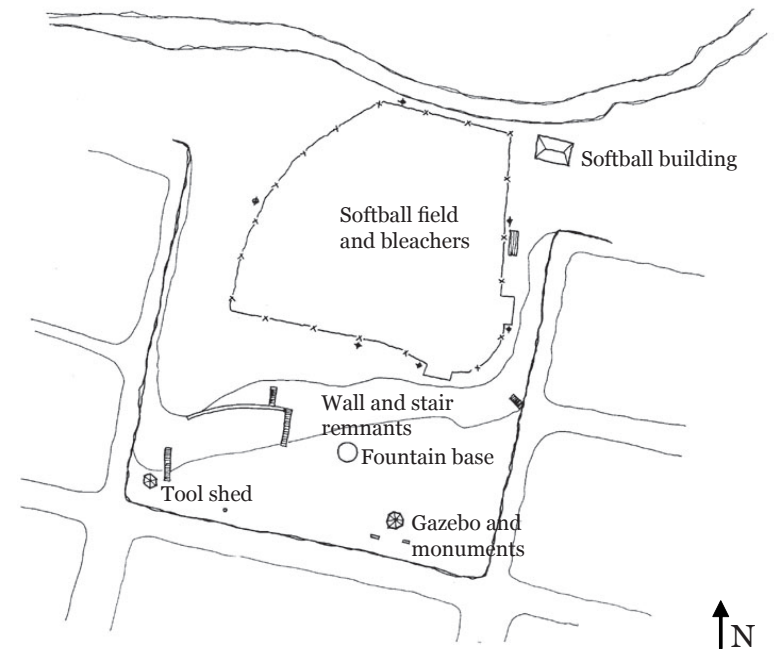 Softball building
Softball field
and bleachers
Wall and stair
remnants
Fountain base
Tool shed
Gazebo and
monuments
N